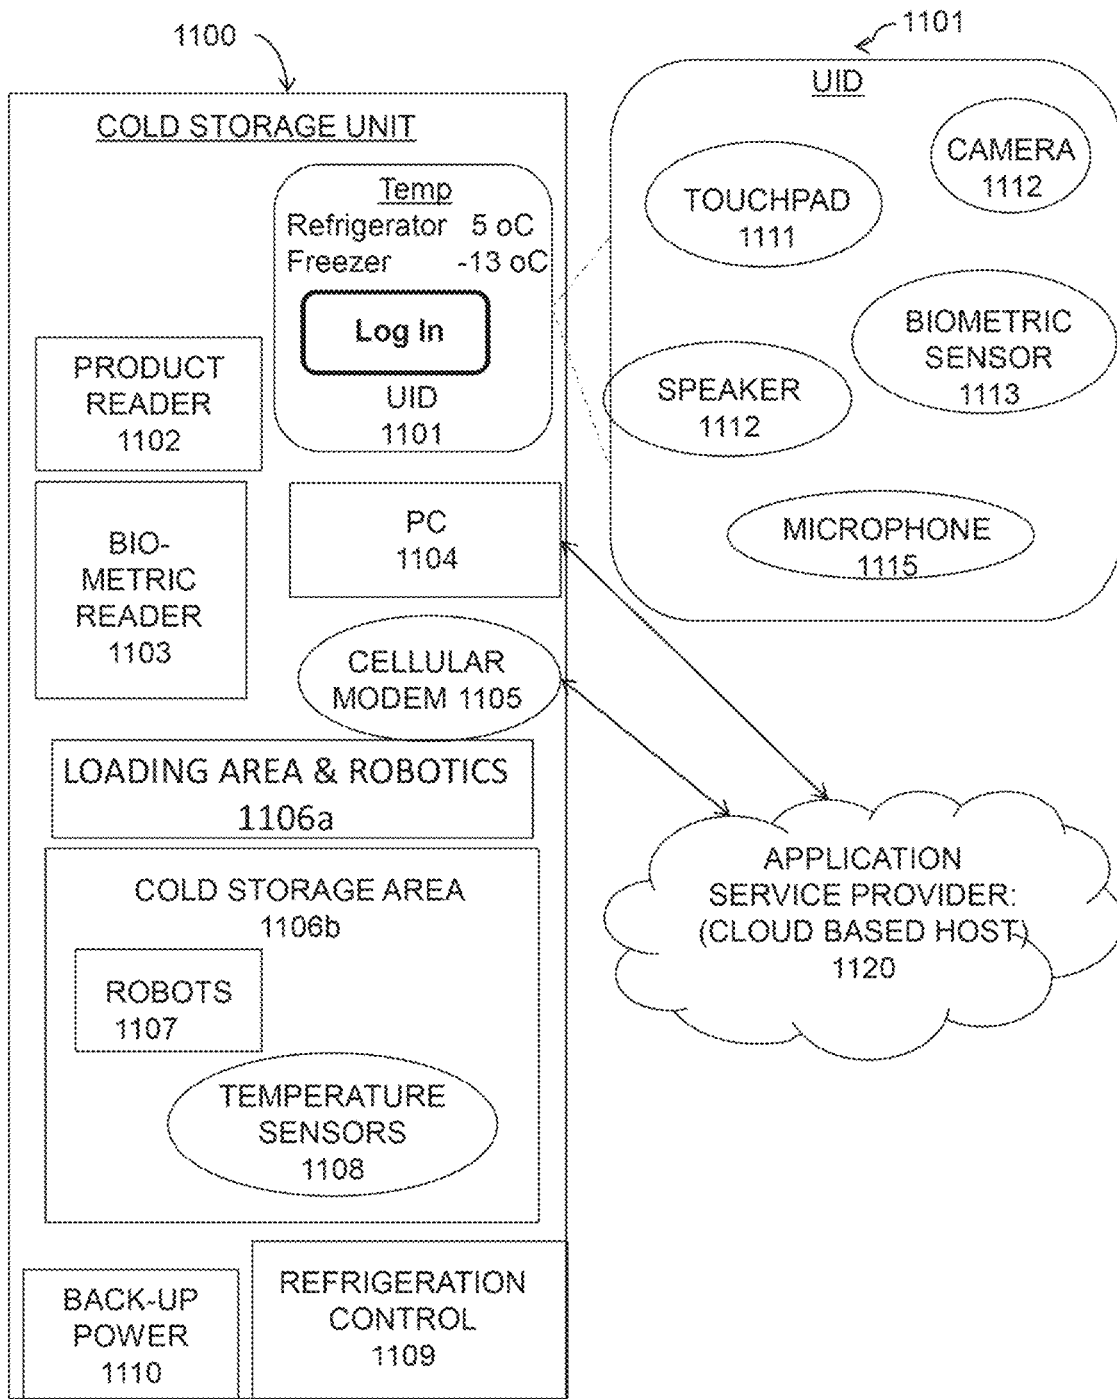 1100
1101
COLD STORAGE UNIT
Temp
Refrigerator 5 oC
Freezer -13 oC
Log In
UID
1101
PRODUCT
READER
1102
BIO-
METRIC
READER
1103
PC
1104
CELLULAR
MODEM 1105
LOADING AREA & ROBOTICS
1106a
COLD STORAGE AREA
1106b
ROBOTS
1107
TEMPERATURE
SENSORS
1108
BACK-UP
POWER
1110
REFRIGERATION
CONTROL
1109
UID
CAMERA
1112
TOUCHPAD
1111
BIOMETRIC
SENSOR
1113
SPEAKER
1112
MICROPHONE
1115
APPLICATION
SERVICE PROVIDER:
(CLOUD BASED HOST)
1120